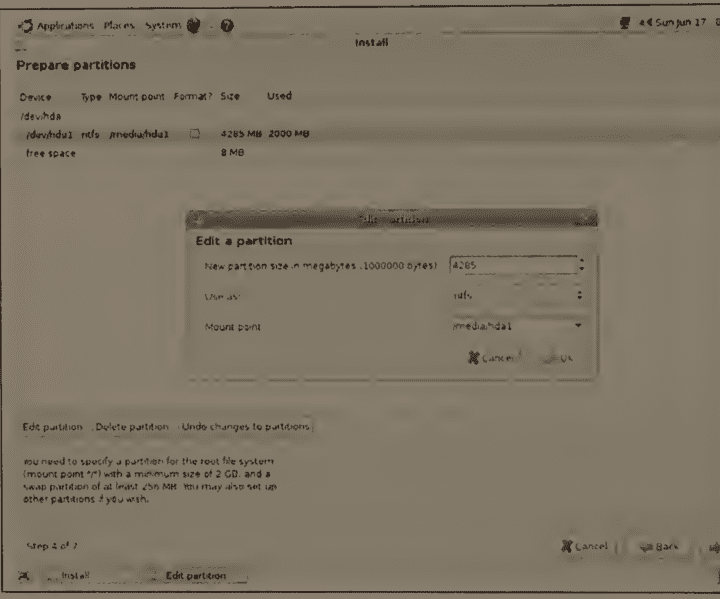 Applications Places System
Sun Jun 17
Install
Prepare partitions
Device Type Mount point Format? Size Used
/dev/hda
/dev/hda1 ntfs /media/hda1 4285 MB 2000 MB
free space 8 MB
Edit partition
Edit a partition
New partition size in megabytes (1000000 bytes) 4285
Use as: ntfs
Mount point /media/hda1
Cancel OK
Edit partition Delete partition Undo changes to partitions
You need to specify a partition for the root file system
(mount point "/") with a minimum size of 2 GB, and a
swap partition of at least 256 MB. You may also set up
other partitions if you wish.
Step 4 of 7
Cancel Back
Install Edit partition